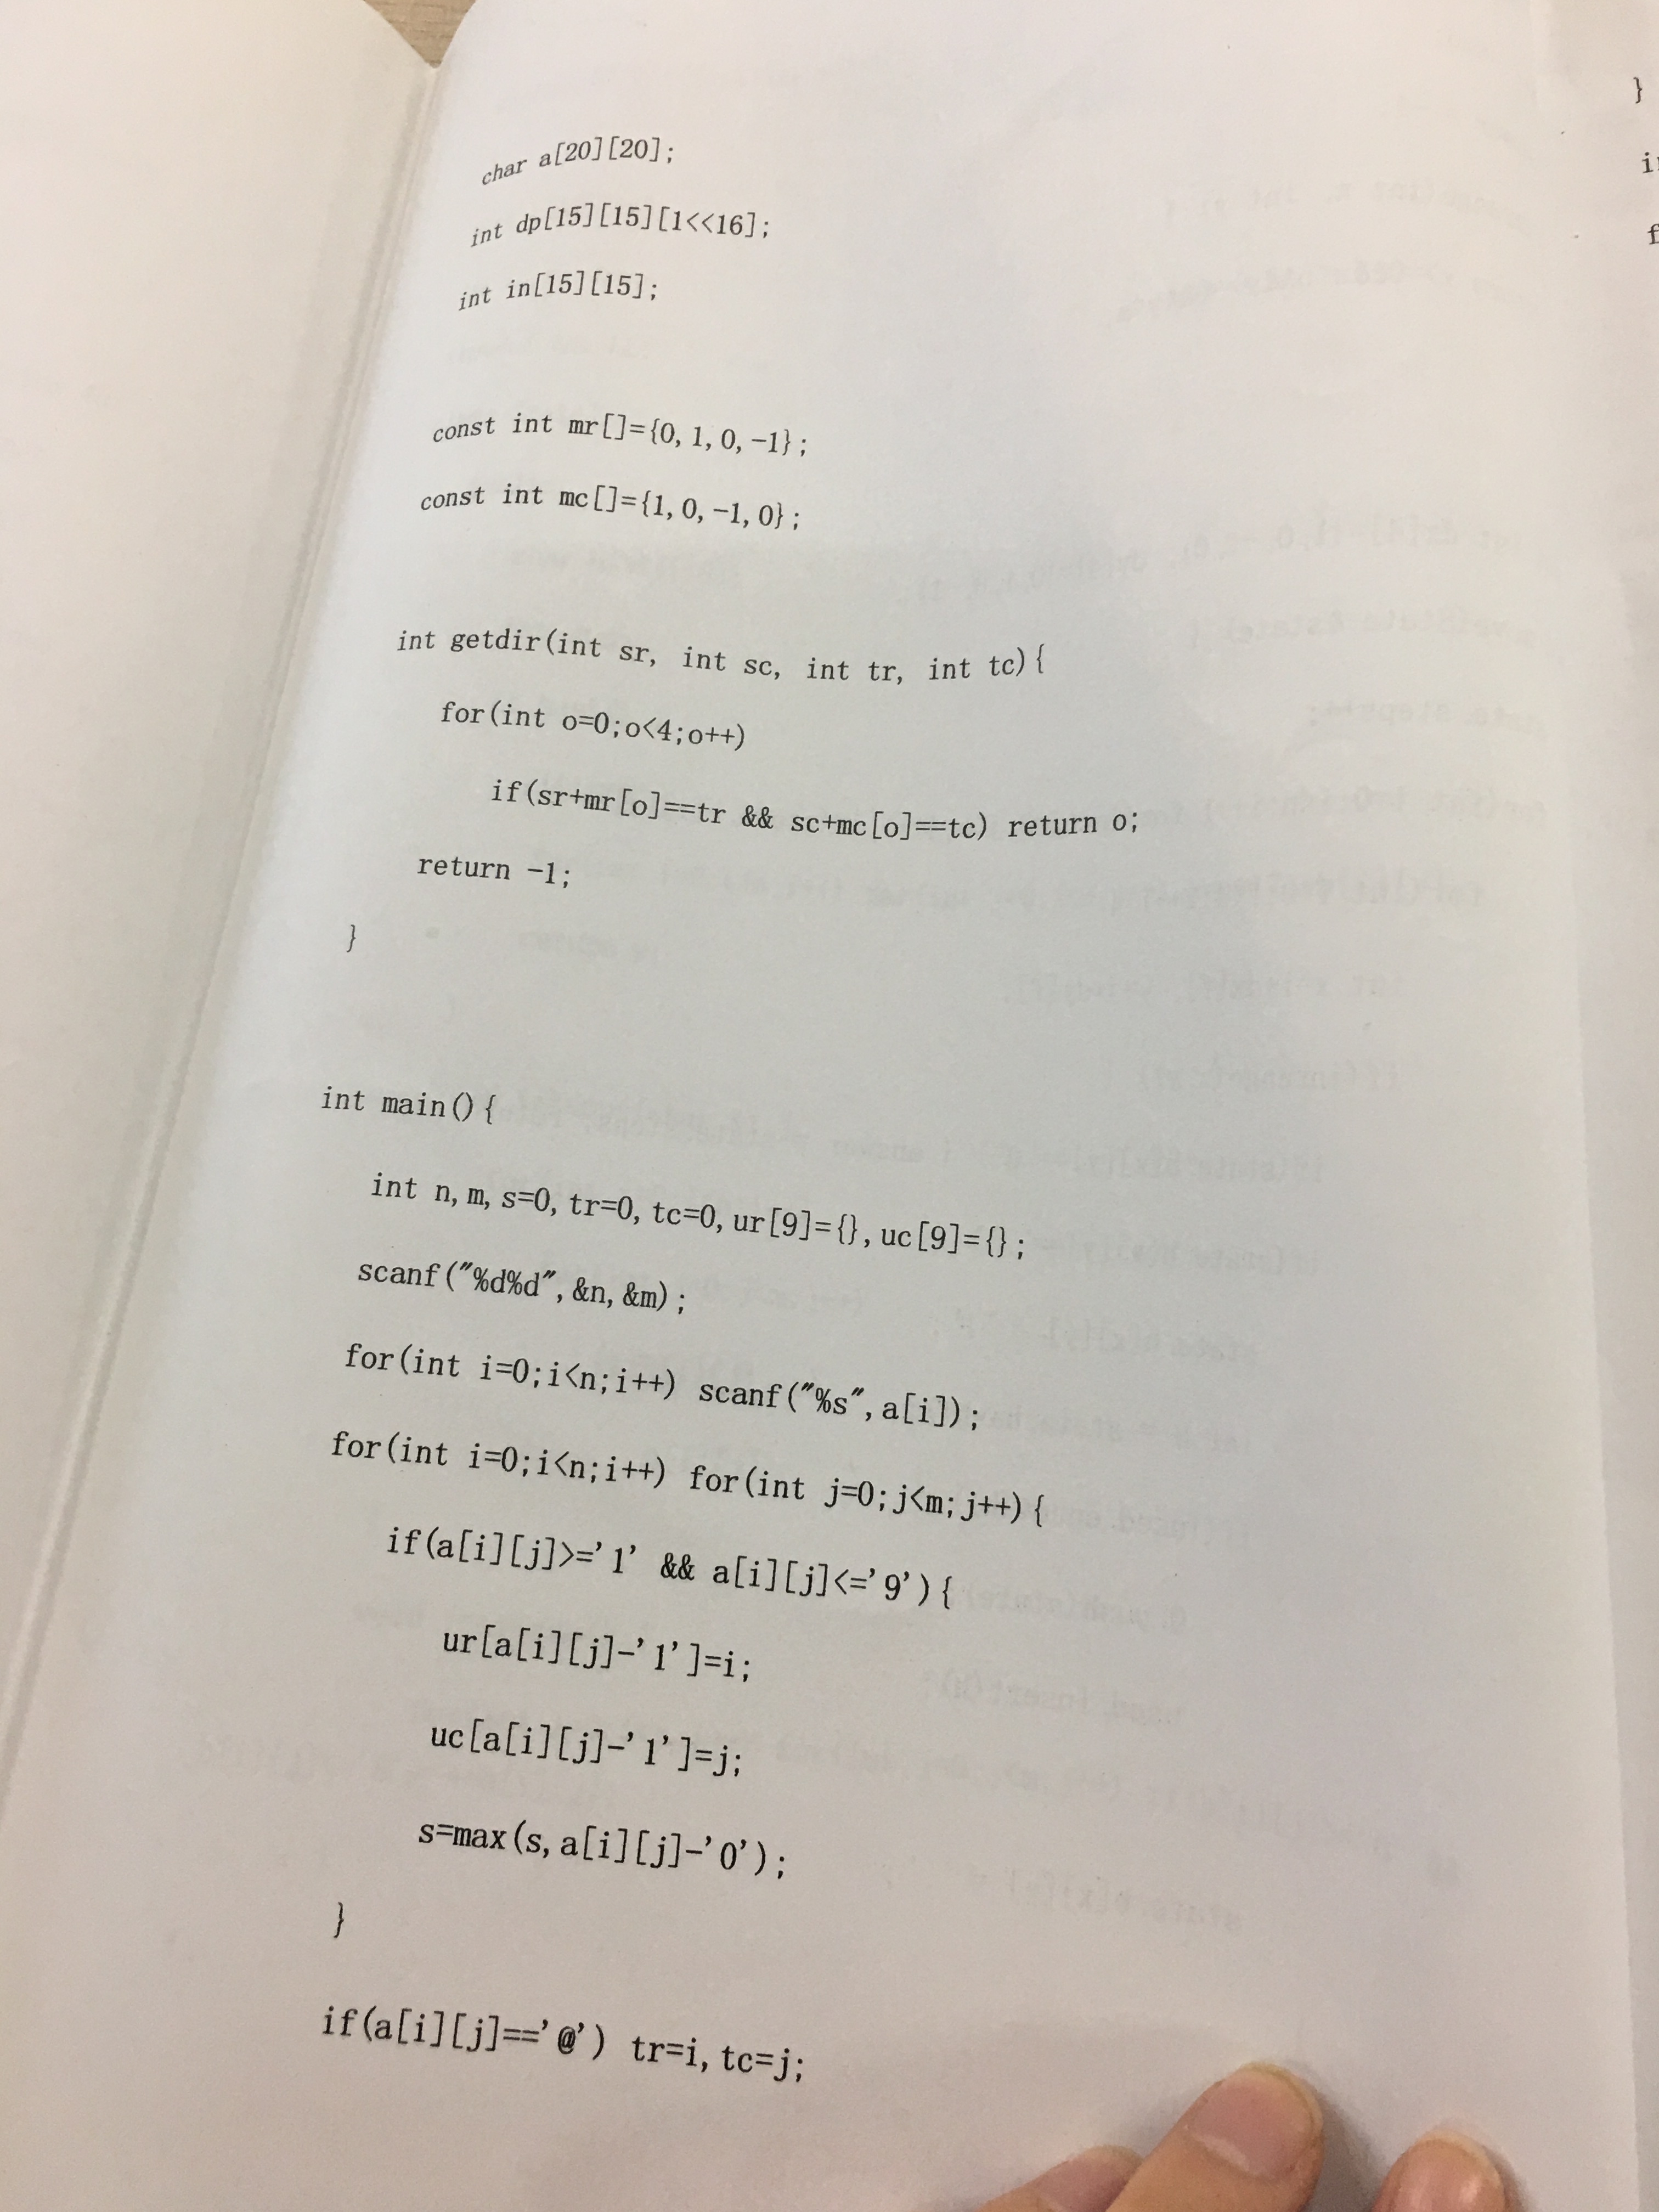 char a[20][20];
int dp[15][15][1<<16];
int in[15][15];
const int mr[]={0,1,0,-1};
const int mc[]={1,0,-1,0};
int getdir(int sr, int sc, int tr, int tc){
for(int o=0;o<4;o++)
if(sr+mr[o]==tr && sc+mc[o]==tc) return o;
return -1;
}
int main(){
int n,m,s=0,tr=0,tc=0,ur[9]={},uc[9]={};
scanf("%d%d",&n,&m);
for(int i=0;i<n;i++) scanf("%s",a[i]);
for(int i=0;i<n;i++) for(int j=0;j<m;j++){
if(a[i][j]>='1' && a[i][j]<='9'){
ur[a[i][j]-'1']=i;
uc[a[i][j]-'1']=j;
s=max(s,a[i][j]-'0');
}
if(a[i][j]=='@') tr=i,tc=j;
}